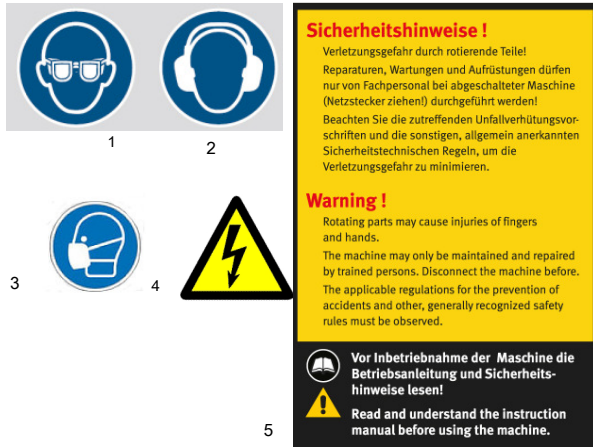 1
2
3
4
5
Sicherheitshinweise !
Verletzungsgefahr durch rotierende Teile!
Reparaturen, Wartungen und Aufrüstungen dürfen
nur von Fachpersonal bei abgeschalteter Maschine
(Netzstecker ziehen!) durchgeführt werden!
Beachten Sie die zutreffenden Unfallverhütungsvor-
schriften und die sonstigen, allgemein anerkannten
Sicherheitstechnischen Regeln, um die
Verletzungsgefahr zu minimieren.
Warning !
Rotating parts may cause injuries of fingers
and hands.
The machine may only be maintained and repaired
by trained persons. Disconnect the machine before.
The applicable regulations for the prevention of
accidents and other, generally recognized safety
rules must be observed.
Vor Inbetriebnahme der Maschine die
Betriebsanleitung und Sicherheits-
hinweise lesen!
Read and understand the instruction
manual before using the machine.